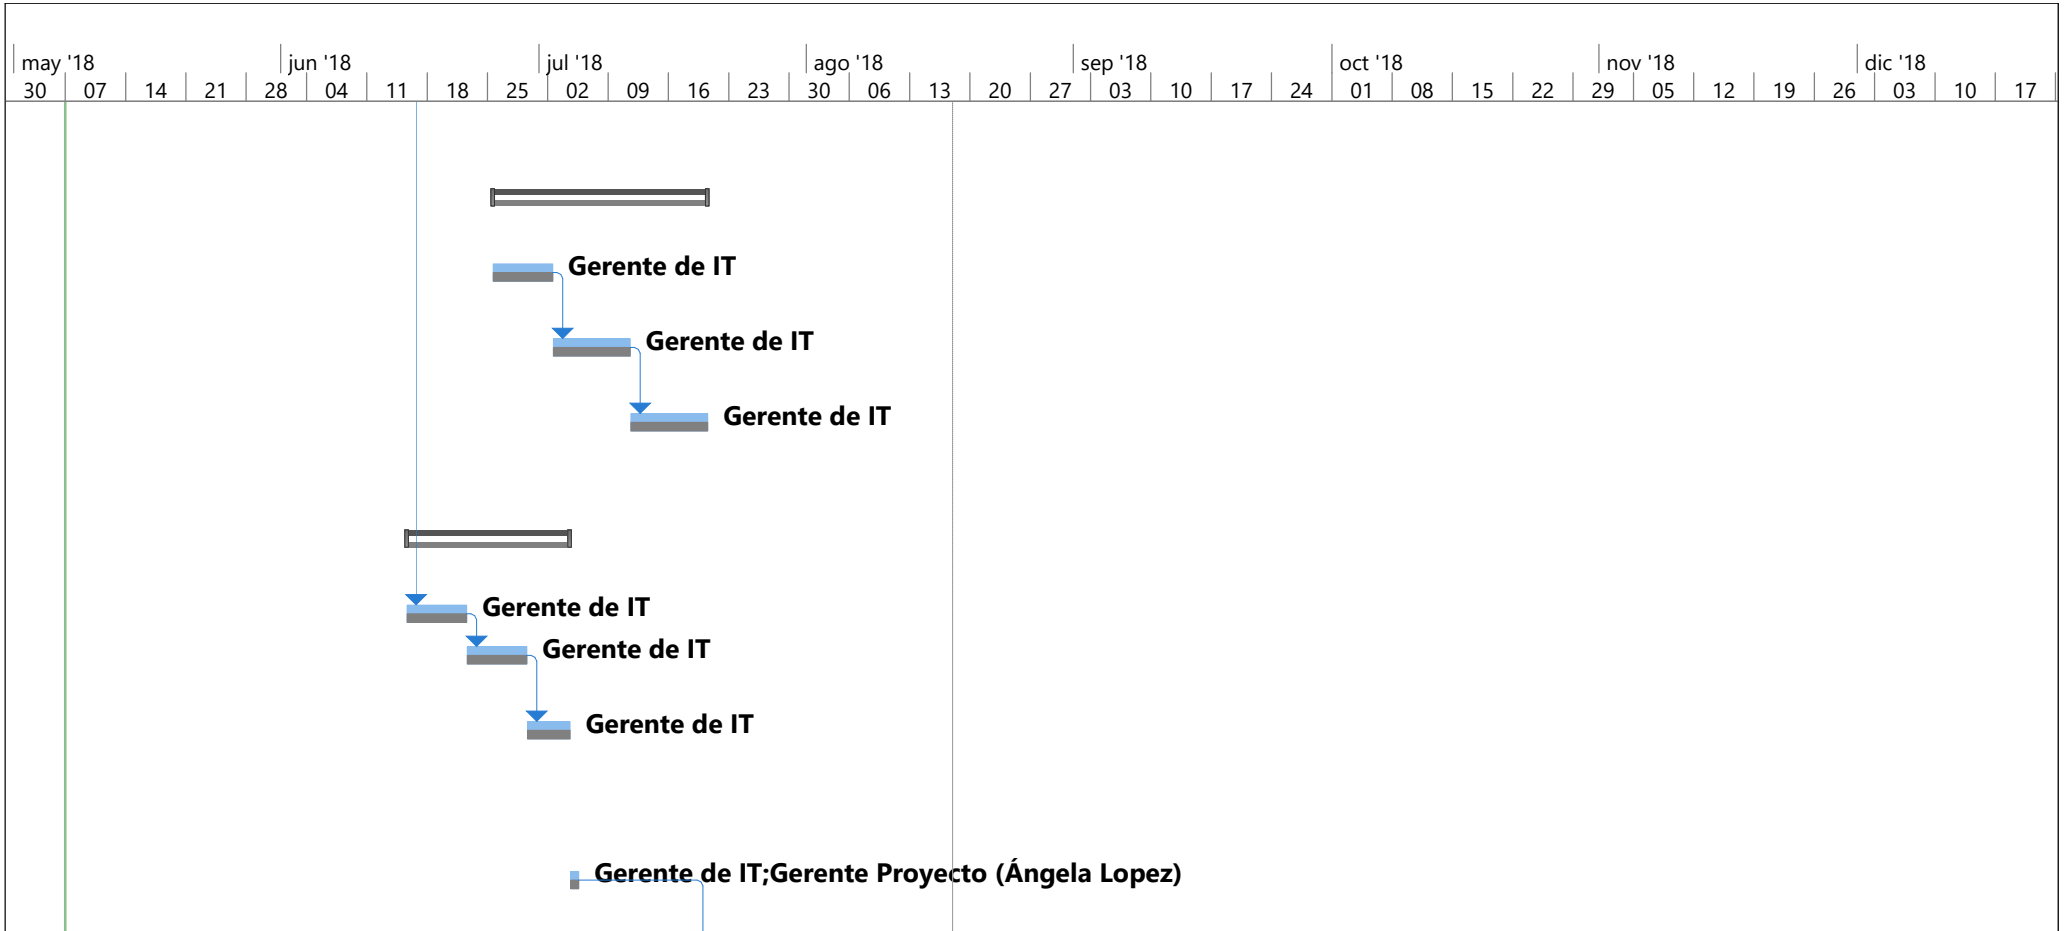 may '18 jun '18 jul '18 ago '18 sep '18 oct '18 nov '18 dic '18
30 07 14 21 28 04 11 18 25 02 09 16 23 30 06 13 20 27 03 10 17 24 01 08 15 22 29 05 12 19 26 03 10 17
Gerente de IT
Gerente de IT
Gerente de IT
Gerente de IT
Gerente de IT
Gerente de IT
Gerente de IT;Gerente Proyecto (Ángela Lopez)